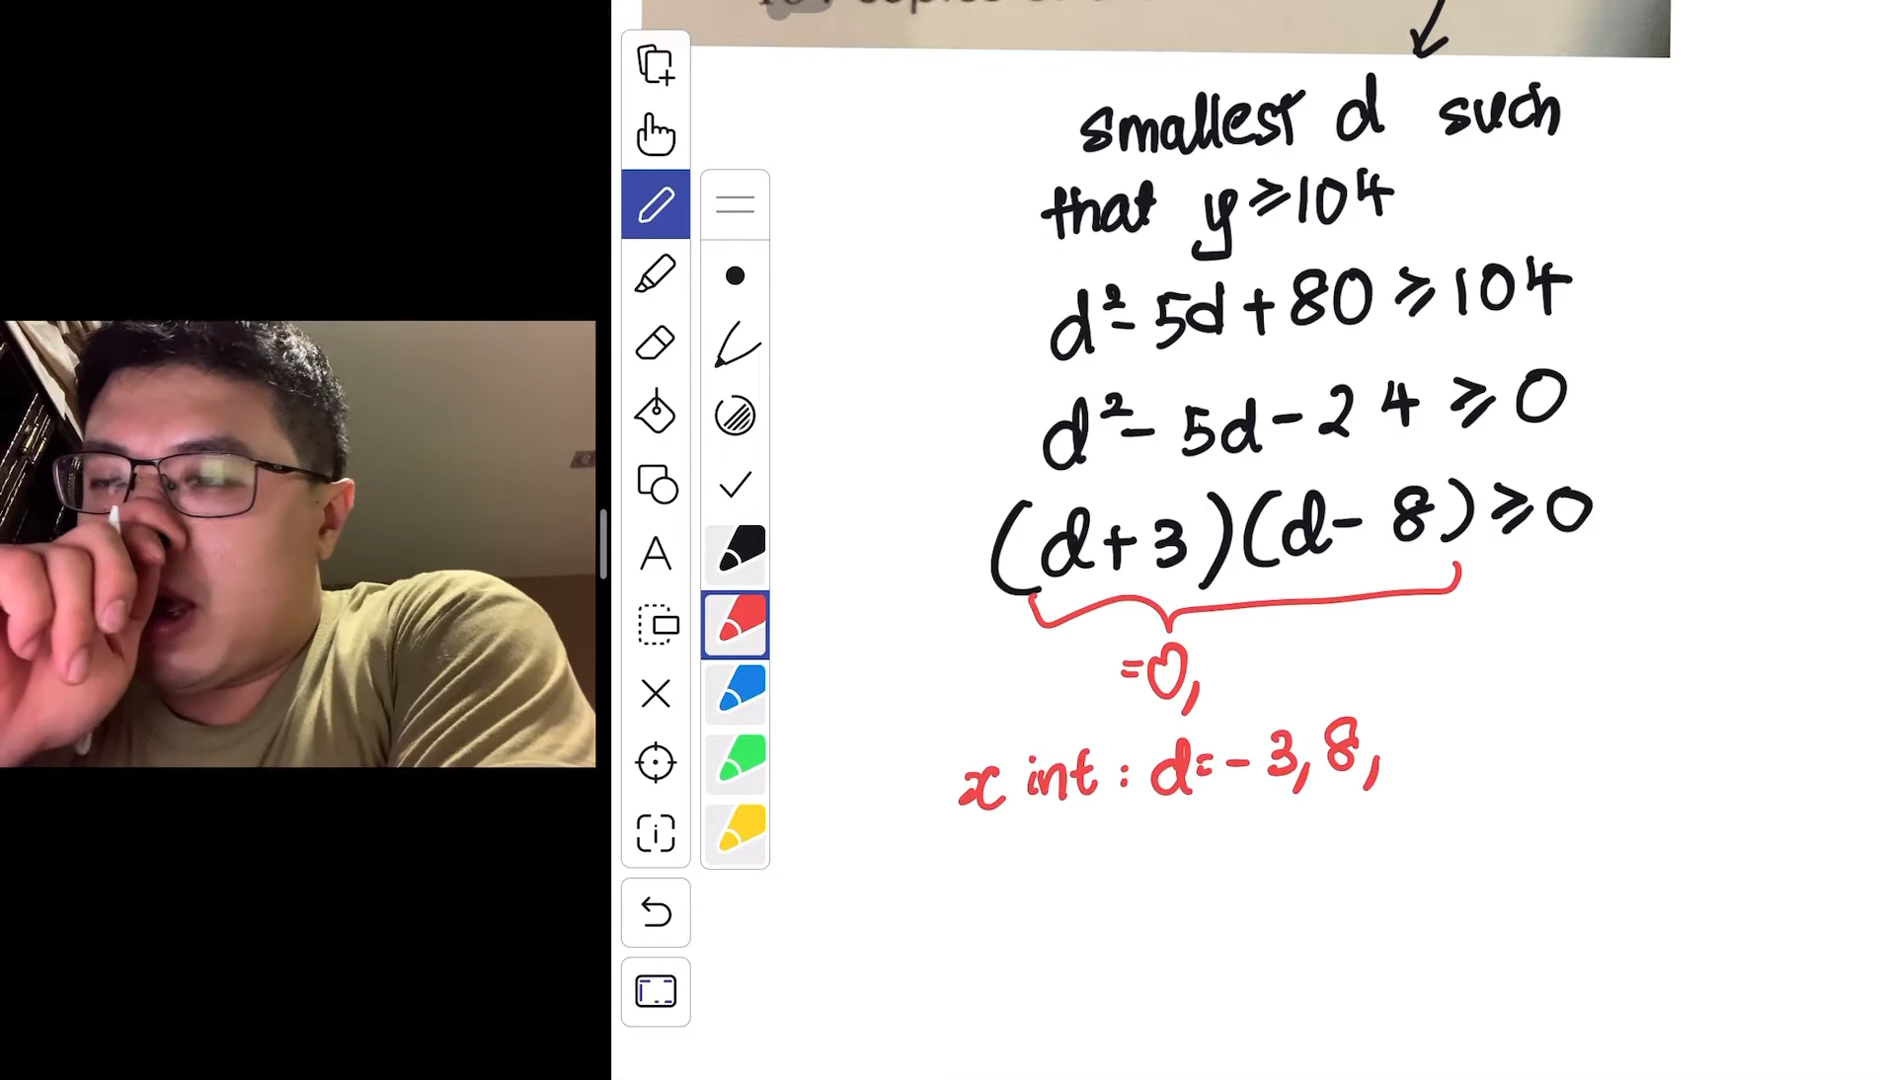 smallest d such
that y ≥ 104
d² - 5d + 80 ≥ 104
d² - 5d - 24 ≥ 0
(d + 3)(d - 8) ≥ 0
= 0,
x int : d = - 3, 8,
A